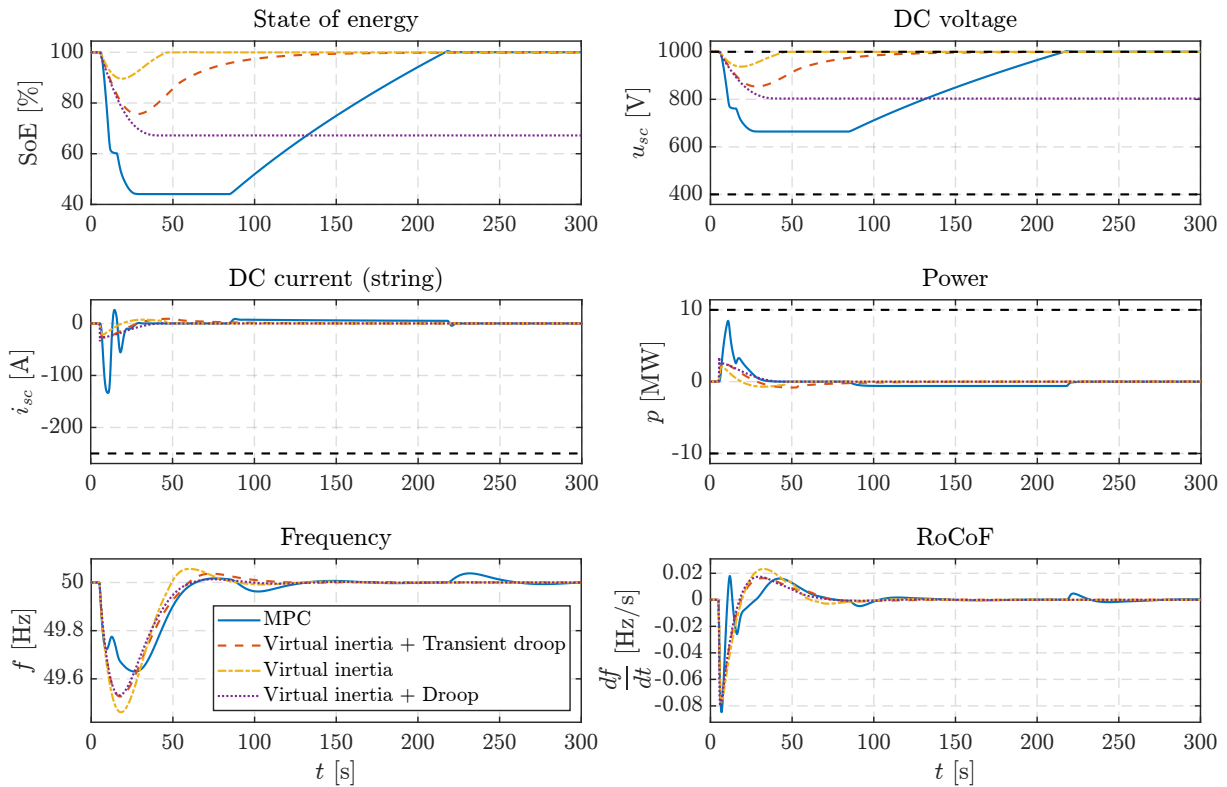 State of energy
SoE [%]
100
80
60
40
0 50 100 150 200 250 300
DC voltage
u_sc [V]
1000
800
600
400
0 50 100 150 200 250 300
DC current (string)
i_sc [A]
0
-100
-200
0 50 100 150 200 250 300
Power
p [MW]
10
0
-10
0 50 100 150 200 250 300
Frequency
f [Hz]
50
49.8
49.6
MPC
Virtual inertia + Transient droop
Virtual inertia
Virtual inertia + Droop
0 50 100 150 200 250 300
t [s]
RoCoF
df/dt [Hz/s]
0.02
0
-0.02
-0.04
-0.06
-0.08
0 50 100 150 200 250 300
t [s]